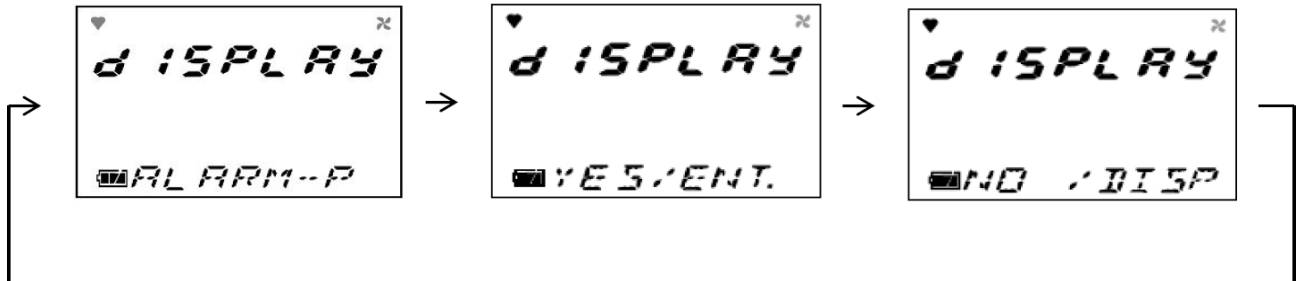 dISPLAY
ALARM--P
dISPLAY
YES/ENT.
dISPLAY
NO /DISP